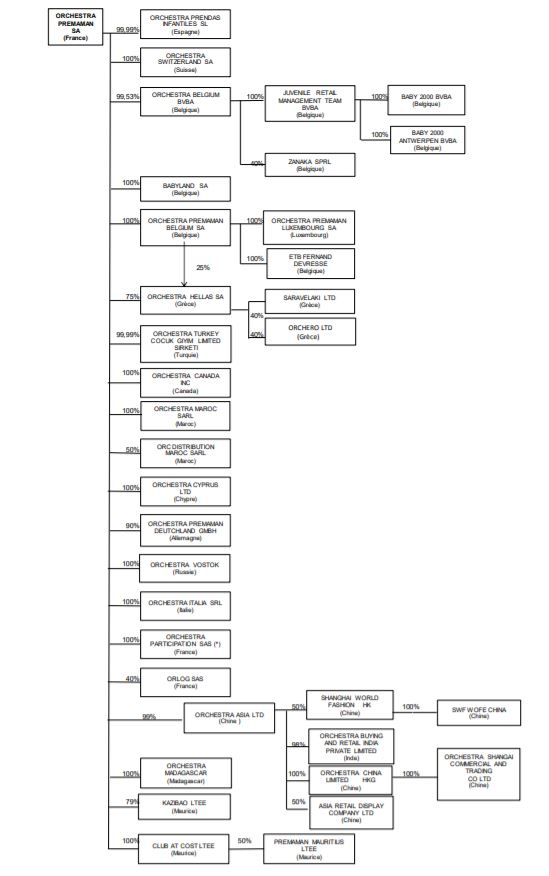 ORCHESTRA
PREMAMAN
SA
(France)
99,99%
ORCHESTRA PRENDAS
INFANTILES SL
(Espagne)
100%
ORCHESTRA
SWITZERLAND SA
(Suisse)
99,53%
ORCHESTRA BELGIUM
BVBA
(Belgique)
100%
JUVENILE RETAIL
MANAGEMENT TEAM
BVBA
(Belgique)
100%
BABY 2000 BVBA
(Belgique)
100%
BABY 2000
ANTWERPEN BVBA
(Belgique)
40%
ZANAKA SPRL
(Belgique)
100%
BABYLAND SA
(Belgique)
100%
ORCHESTRA PREMAMAN
BELGIUM SA
(Belgique)
100%
ORCHESTRA PREMAMAN
LUXEMBOURG SA
(Luxembourg)
100%
ETB FERNAND
DEVRESSE
(Belgique)
25%
75%
ORCHESTRA HELLAS SA
(Grèce)
SARAVELAKI LTD
(Grèce)
40%
40%
ORCHERO LTD
(Grèce)
99,99%
ORCHESTRA TURKEY
COCUK GIYIM LIMITED
SIRKETI
(Turquie)
100%
ORCHESTRA CANADA
INC
(Canada)
100%
ORCHESTRA MAROC
SARL
(Maroc)
50%
ORC DISTRIBUTION
MAROC SARL
(Maroc)
100%
ORCHESTRA CYPRUS
LTD
(Chypre)
90%
ORCHESTRA PREMAMAN
DEUTCHLAND GMBH
(Allemagne)
100%
ORCHESTRA VOSTOK
(Russie)
100%
ORCHESTRA ITALIA SRL
(Italie)
100%
ORCHESTRA
PARTICIPATION SAS (*)
(France)
40%
ORLOG SAS
(France)
99%
ORCHESTRA ASIA LTD
(Chine )
50%
SHANGHAI WORLD
FASHION HK
(Chine)
100%
SWF WOFE CHINA
(Chine)
98%
ORCHESTRA BUYING
AND RETAIL INDIA
PRIVATE LIMITED
(Inde)
100%
ORCHESTRA CHINA
LIMITED HKG
(Chine)
100%
ORCHESTRA SHANGAI
COMMERCIAL AND
TRADING
CO LTD
(Chine)
50%
ASIA RETAIL DISPLAY
COMPANY LTD
(Chine)
100%
ORCHESTRA
MADAGASCAR
(Madagascar)
79%
KAZIBAO LTEE
(Maurice)
100%
CLUB AT COST LTEE
(Maurice)
50%
PREMAMAN MAURITIUS
LTEE
(Maurice)